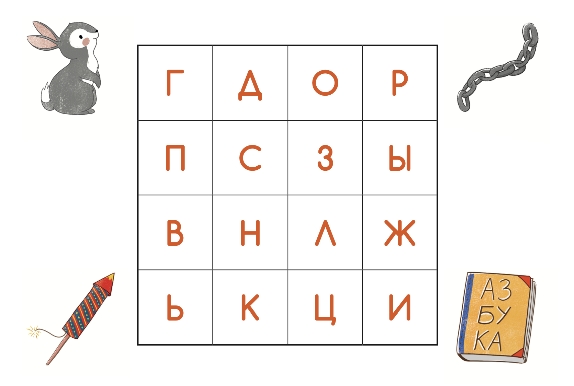 Г Д О Р
П С З Ы
В Н Л Ж
Ь К Ц И
АЗ
БУ
КА